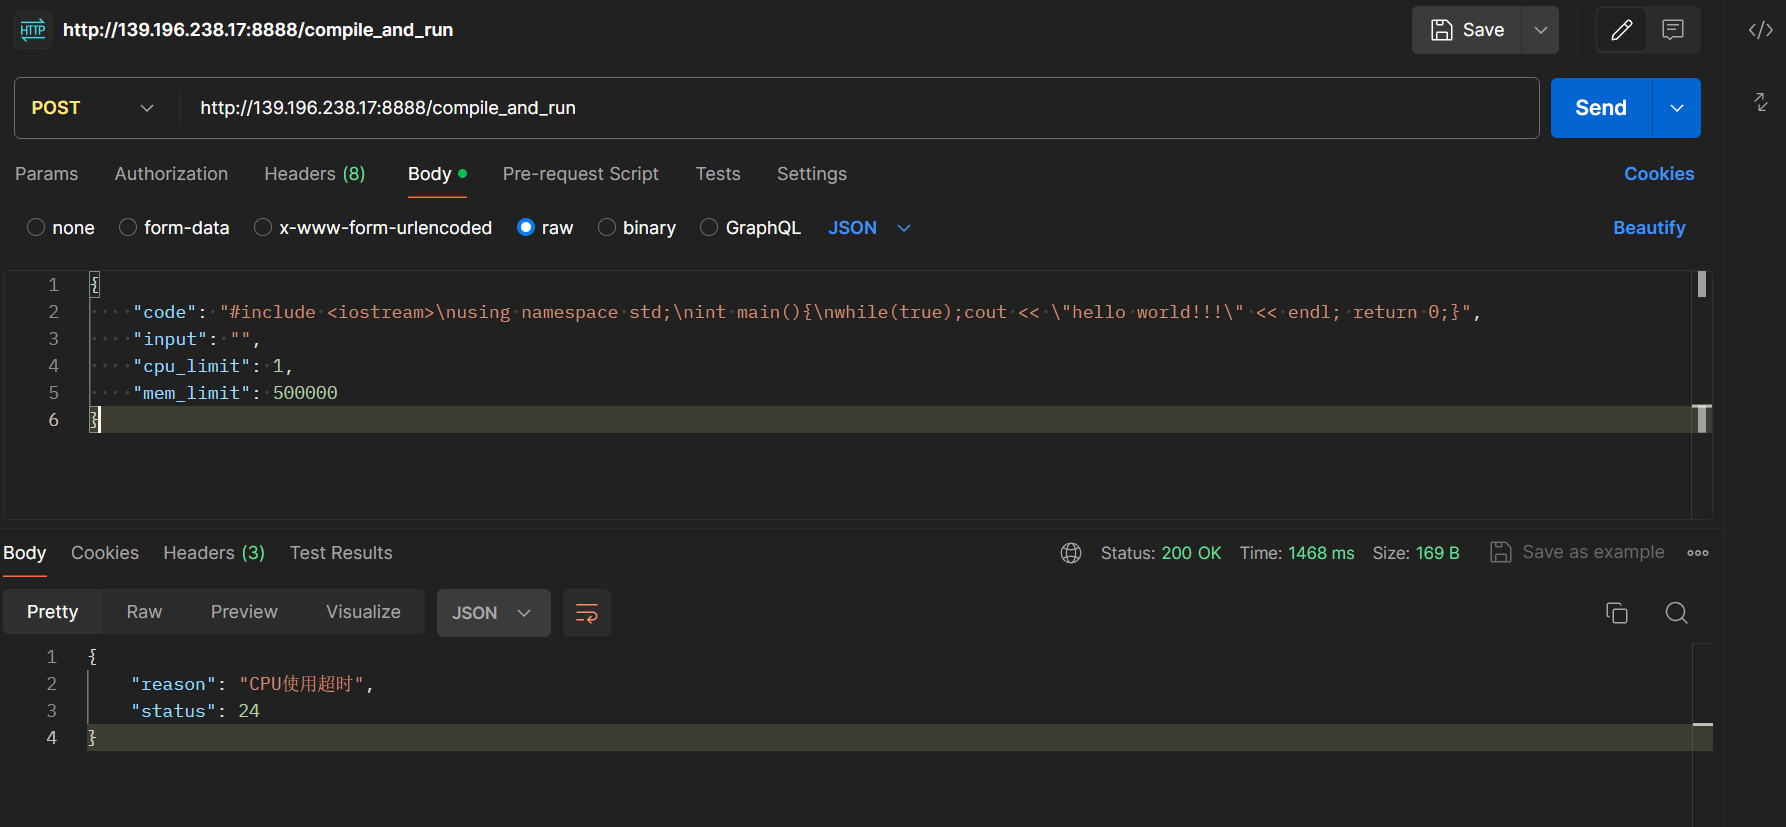 HTTP http://139.196.238.17:8888/compile_and_run Save
POST http://139.196.238.17:8888/compile_and_run Send
Params Authorization Headers (8) Body Pre-request Script Tests Settings Cookies
none form-data x-www-form-urlencoded raw binary GraphQL JSON Beautify
1 {
2 "code": "#include <iostream>\nusing namespace std;\nint main(){\nwhile(true);cout << \"hello world!!!\" << endl; return 0;}",
3 "input": "",
4 "cpu_limit": 1,
5 "mem_limit": 500000
6 }
Body Cookies Headers (3) Test Results Status: 200 OK Time: 1468 ms Size: 169 B Save as example
Pretty Raw Preview Visualize JSON
1 {
2 "reason": "CPU使用超时",
3 "status": 24
4 }